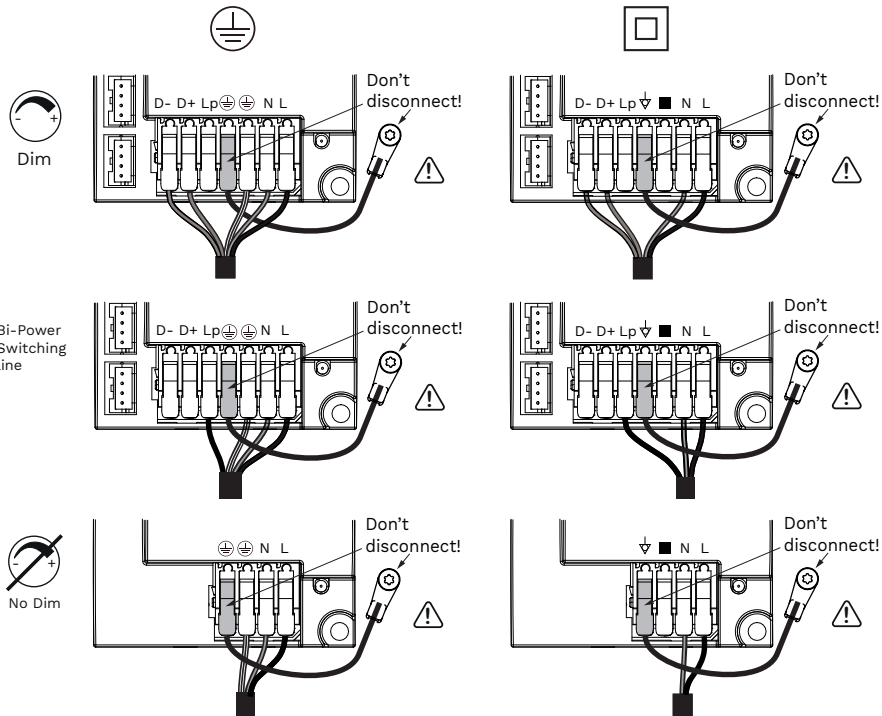 Dim
D- D+ Lp N L
Don't
disconnect!
D- D+ Lp N L
Don't
disconnect!
Bi-Power
Switching
Line
D- D+ Lp N L
Don't
disconnect!
D- D+ Lp N L
Don't
disconnect!
No Dim
N L
Don't
disconnect!
N L
Don't
disconnect!